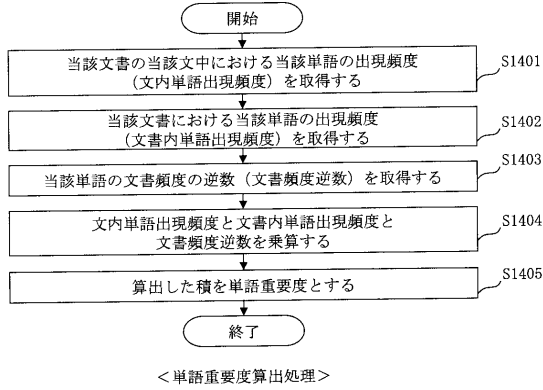 開始
当該文書の当該文中における当該単語の出現頻度
（文内単語出現頻度）を取得する
S1401
当該文書における当該単語の出現頻度
（文書内単語出現頻度）を取得する
S1402
当該単語の文書頻度の逆数（文書頻度逆数）を取得する
S1403
文内単語出現頻度と文書内単語出現頻度と
文書頻度逆数を乗算する
S1404
算出した積を単語重要度とする
S1405
終了
＜単語重要度算出処理＞